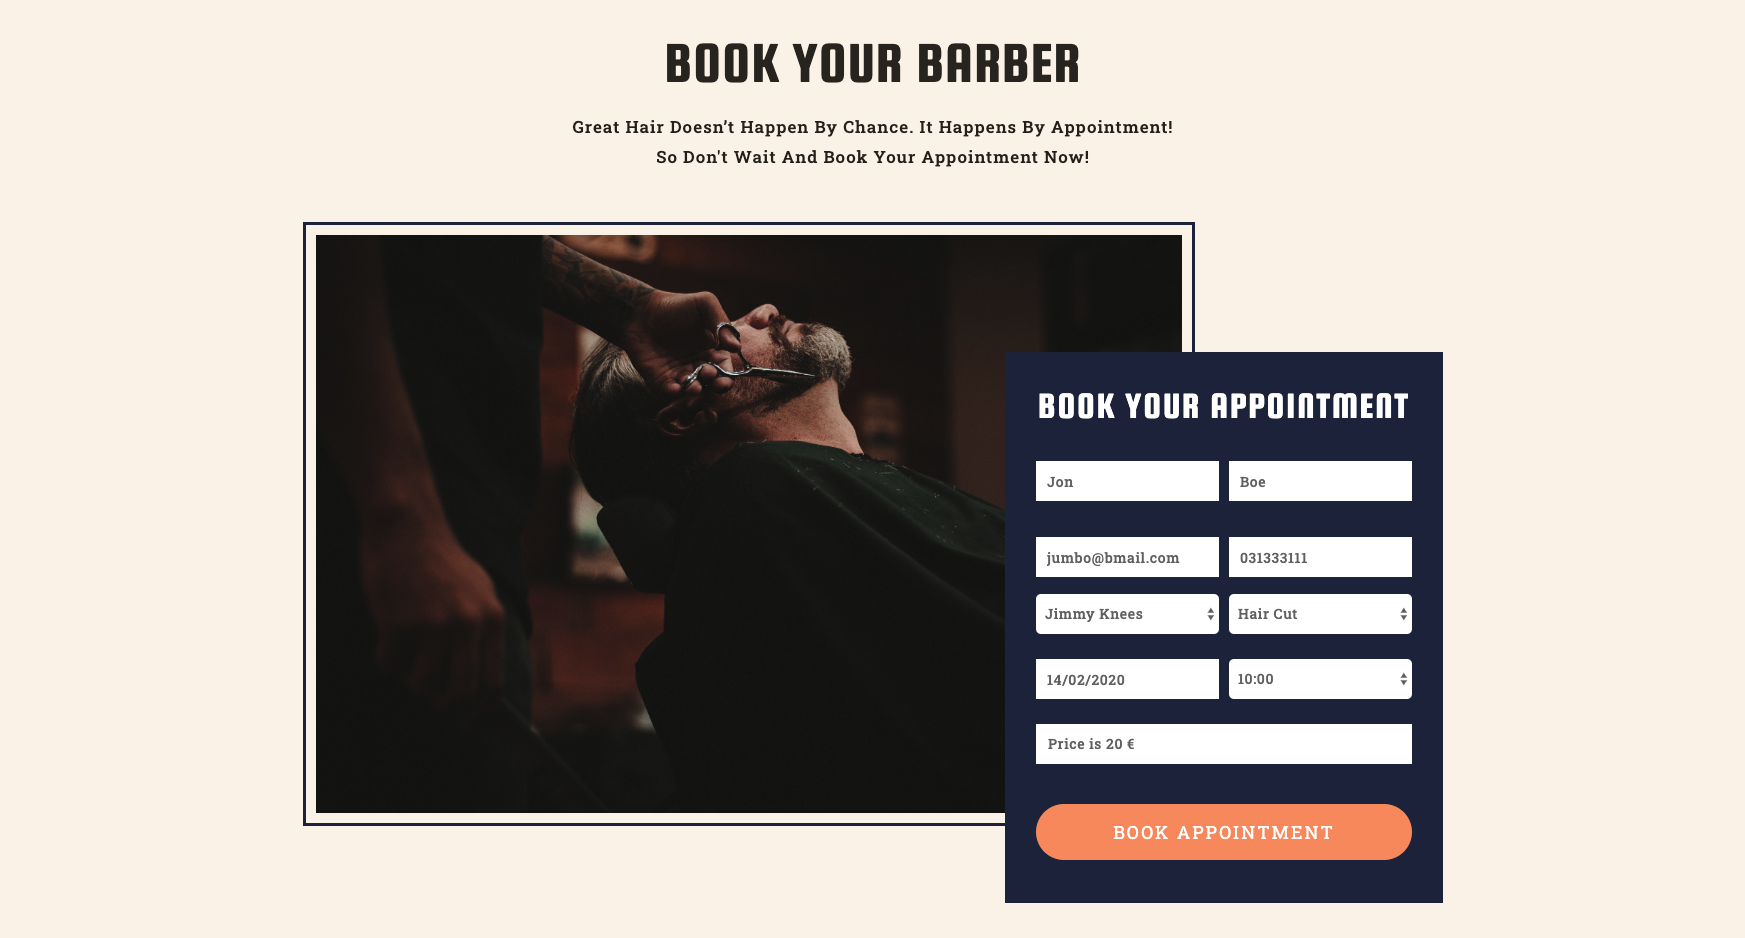 BOOK YOUR BARBER
Great Hair Doesn’t Happen By Chance. It Happens By Appointment!
So Don't Wait And Book Your Appointment Now!
BOOK YOUR APPOINTMENT
Jon
Boe
jumbo@bmail.com
031333111
Jimmy Knees
Hair Cut
14/02/2020
10:00
Price is 20 €
BOOK APPOINTMENT